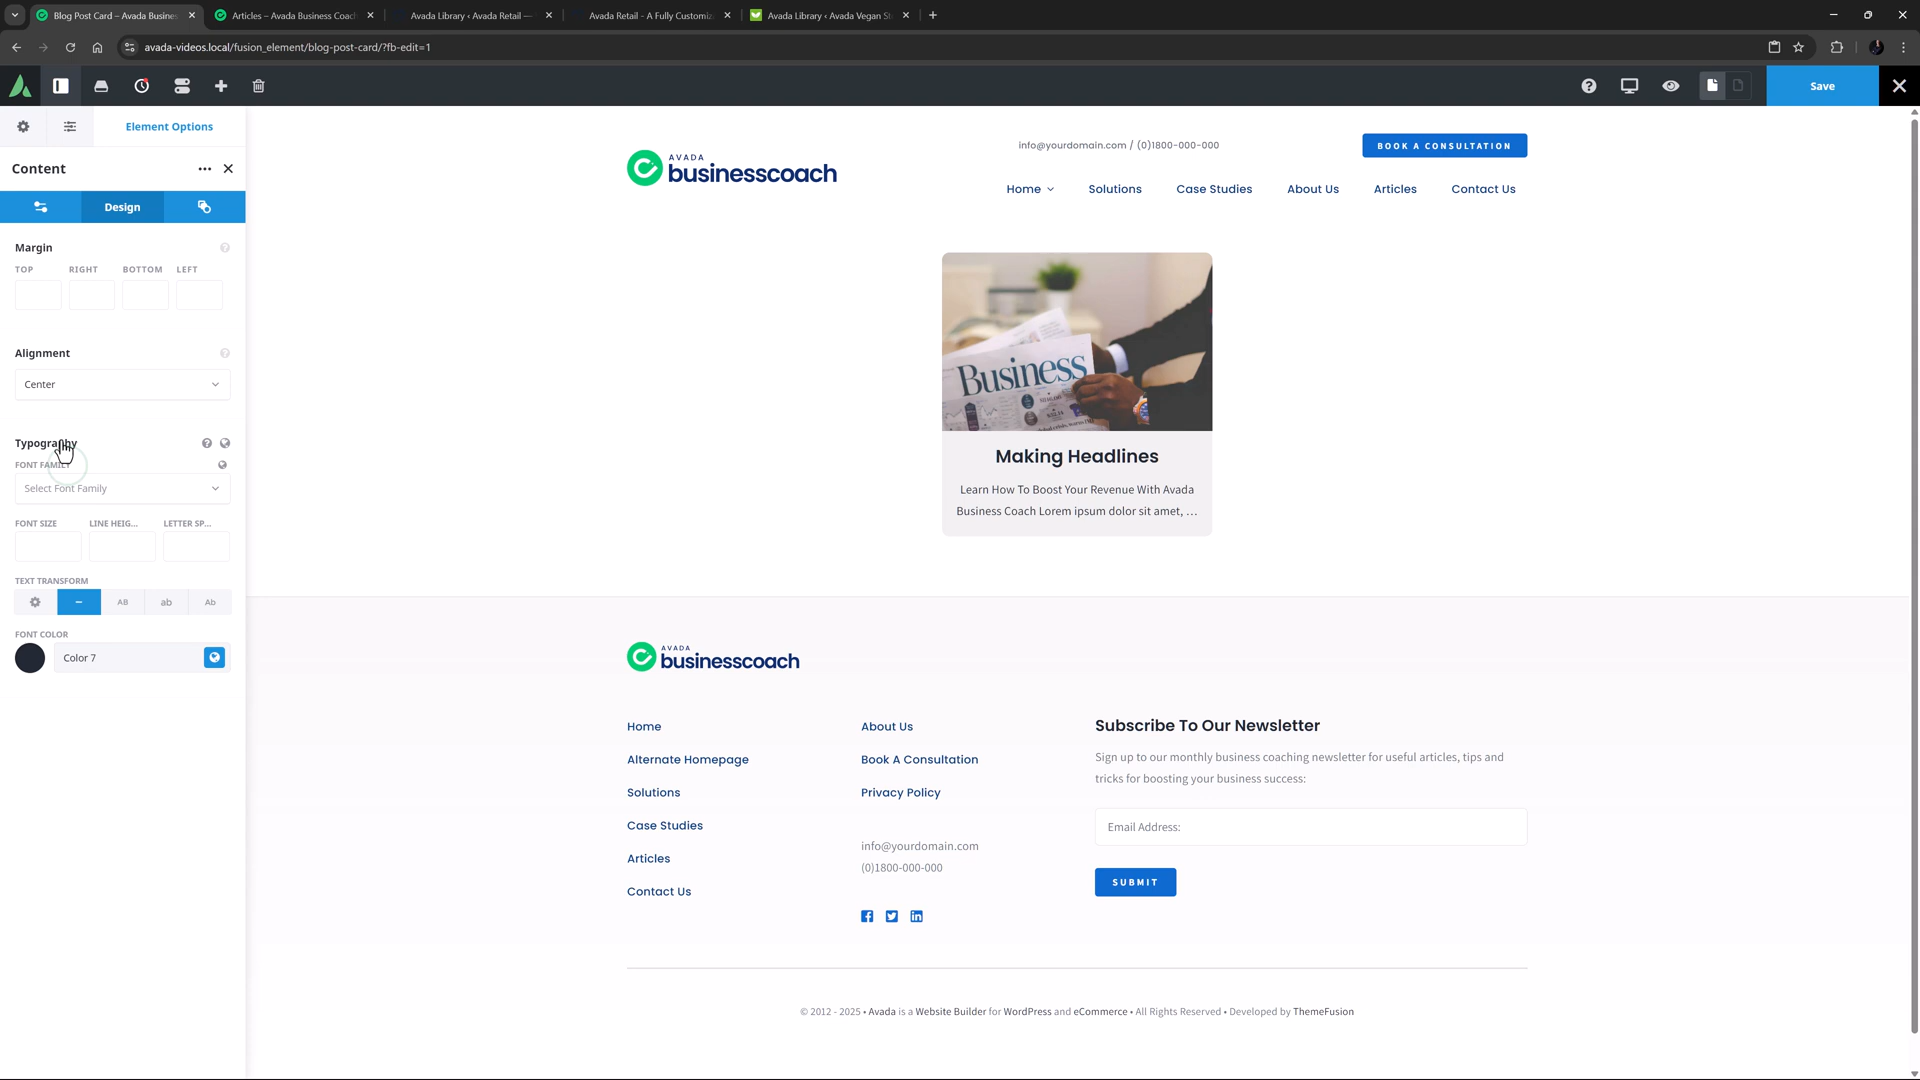 Blog Post Card – Avada Busines
Articles – Avada Business Coach
Avada Library ‹ Avada Retail —
Avada Retail - A Fully Customiz
Avada Library ‹ Avada Vegan St
avada-videos.local/fusion_element/blog-post-card/?fb-edit=1
Save
Element Options
Content
Design
Margin
TOP RIGHT BOTTOM LEFT
Alignment
Center
Typography
FONT FAMILY
Select Font Family
FONT SIZE LINE HEIG... LETTER SP...
TEXT TRANSFORM
AB ab Ab
FONT COLOR
Color 7
AVADA
businesscoach
info@yourdomain.com / (0)1800-000-000
BOOK A CONSULTATION
Home Solutions Case Studies About Us Articles Contact Us
Business
Making Headlines
Learn How To Boost Your Revenue With Avada
Business Coach Lorem ipsum dolor sit amet, ...
AVADA
businesscoach
Home
Alternate Homepage
Solutions
Case Studies
Articles
Contact Us
About Us
Book A Consultation
Privacy Policy
info@yourdomain.com
(0)1800-000-000
Subscribe To Our Newsletter
Sign up to our monthly business coaching newsletter for useful articles, tips and
tricks for boosting your business success:
Email Address:
SUBMIT
© 2012 - 2025 • Avada is a Website Builder for WordPress and eCommerce • All Rights Reserved • Developed by ThemeFusion